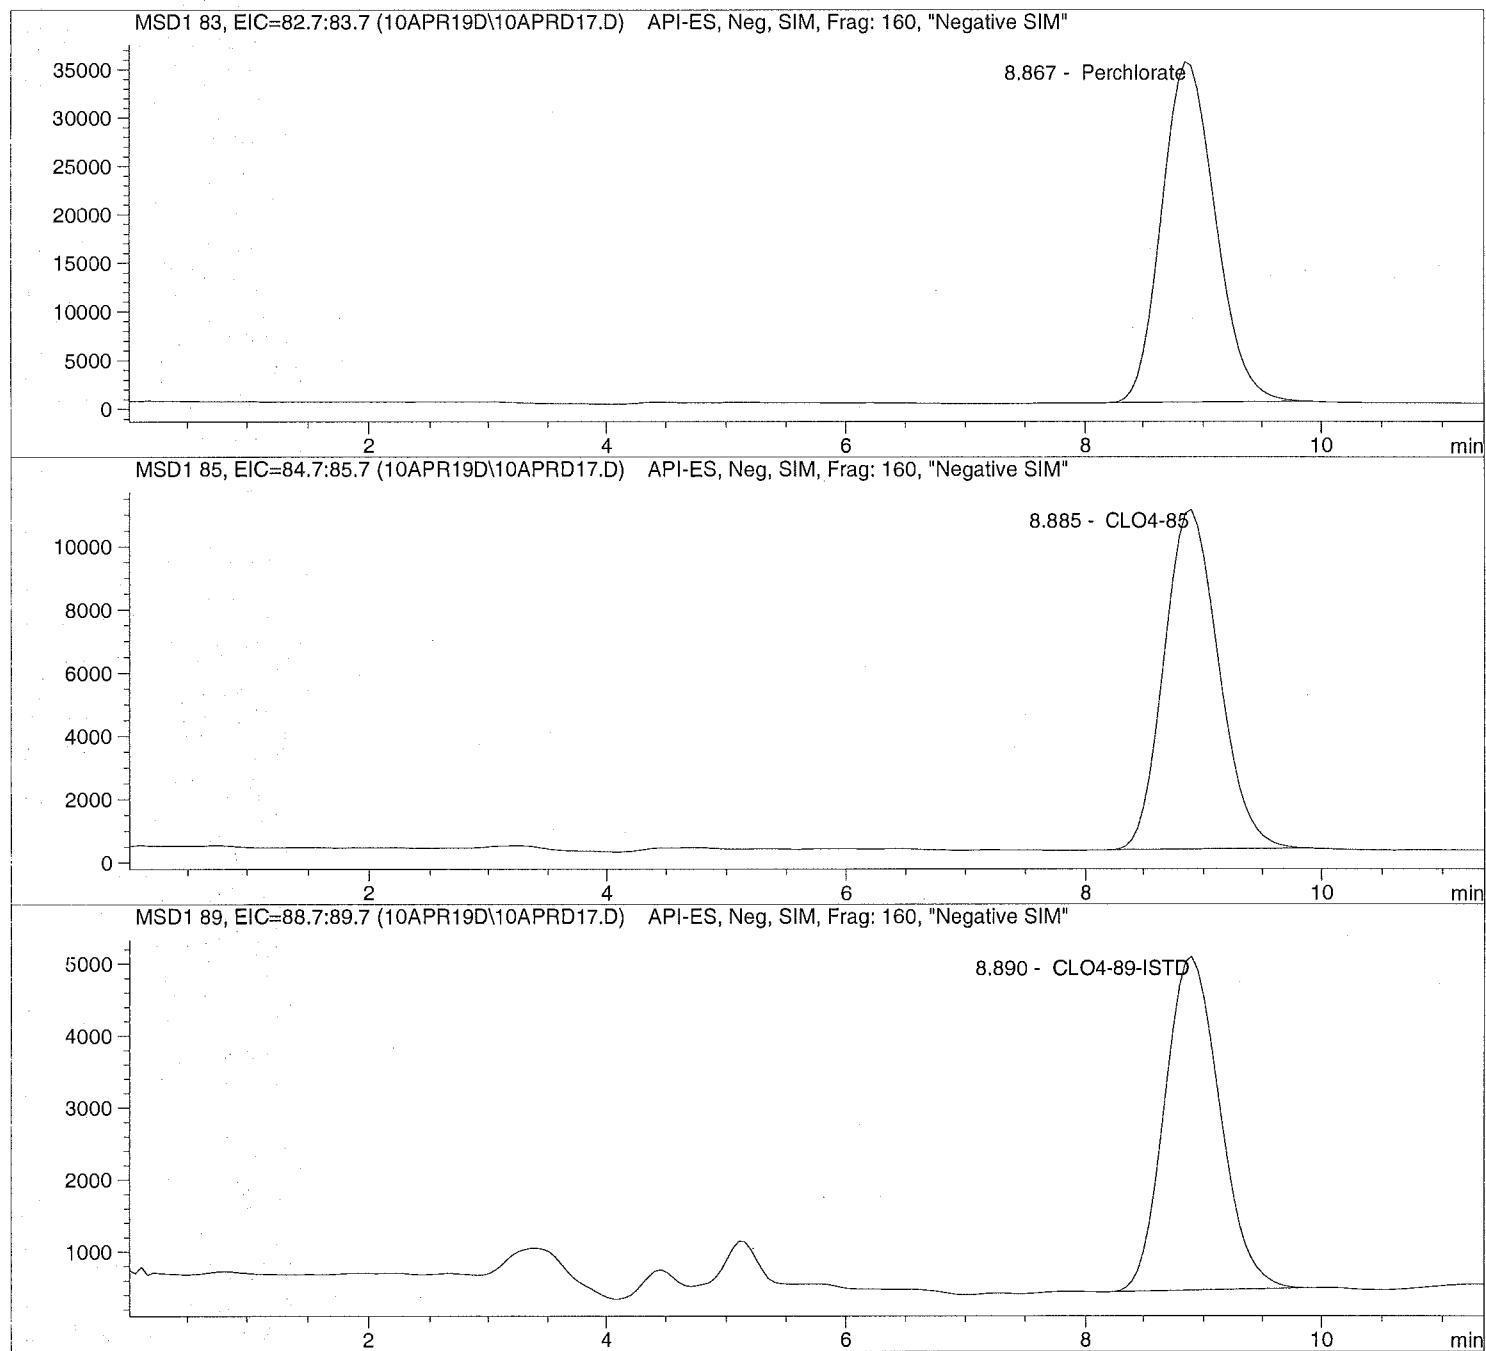 MSD1 83, EIC=82.7:83.7 (10APR19D\10APRD17.D) API-ES, Neg, SIM, Frag: 160, "Negative SIM"
8.867 - Perchlorate
35000
30000
25000
20000
15000
10000
5000
0
2 4 6 8 10 min
MSD1 85, EIC=84.7:85.7 (10APR19D\10APRD17.D) API-ES, Neg, SIM, Frag: 160, "Negative SIM"
8.885 - CLO4-85
10000
8000
6000
4000
2000
0
2 4 6 8 10 min
MSD1 89, EIC=88.7:89.7 (10APR19D\10APRD17.D) API-ES, Neg, SIM, Frag: 160, "Negative SIM"
8.890 - CLO4-89-ISTD
5000
4000
3000
2000
1000
2 4 6 8 10 min